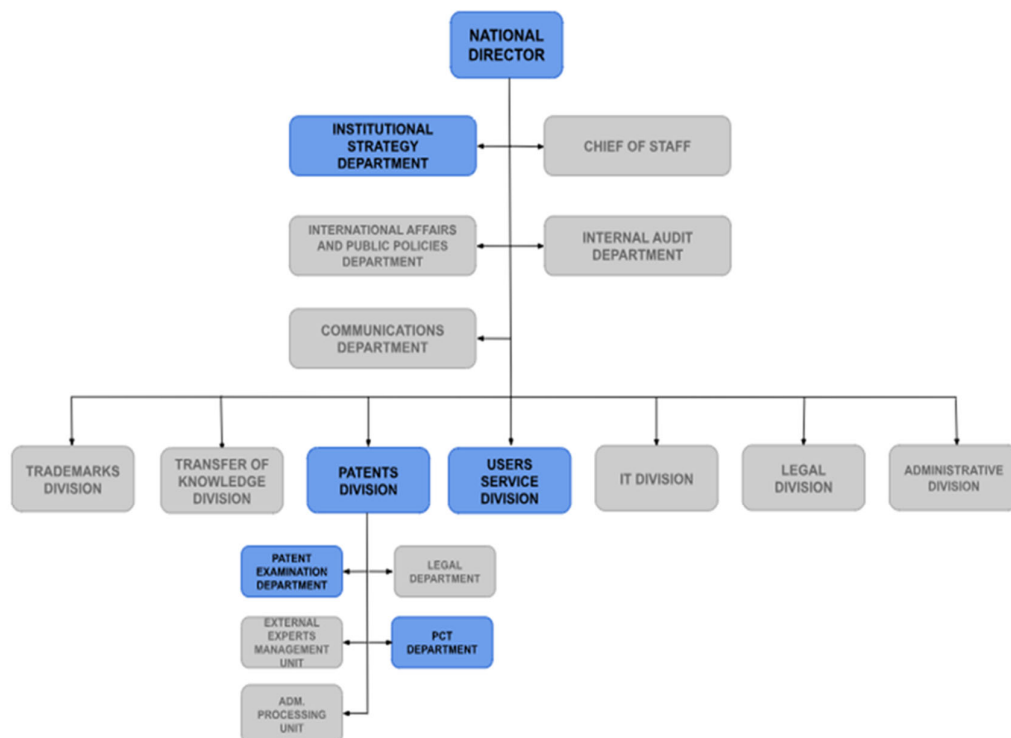 NATIONAL
DIRECTOR
INSTITUTIONAL
STRATEGY
DEPARTMENT
CHIEF OF STAFF
INTERNATIONAL AFFAIRS
AND PUBLIC POLICIES
DEPARTMENT
INTERNAL AUDIT
DEPARTMENT
COMMUNICATIONS
DEPARTMENT
TRADEMARKS
DIVISION
TRANSFER OF
KNOWLEDGE
DIVISION
PATENTS
DIVISION
USERS
SERVICE
DIVISION
IT DIVISION
LEGAL
DIVISION
ADMINISTRATIVE
DIVISION
PATENT
EXAMINATION
DEPARTMENT
LEGAL
DEPARTMENT
EXTERNAL
EXPERTS
MANAGEMENT
UNIT
PCT
DEPARTMENT
ADM.
PROCESSING
UNIT